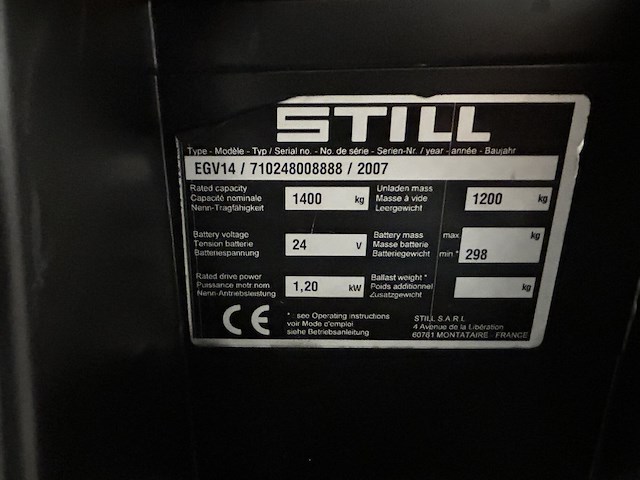 STILL
Type - Modèle - Typ / Serial no. - No. de série - Serien-Nr. / year - année - Baujahr
EGV14 / 710248008888 / 2007
Rated capacity
Capacité nominale
Nenn-Tragfähigkeit
1400 kg
Unladen mass
Masse à vide
Leergewicht
1200 kg
Battery voltage
Tension batterie
Batteriespannung
24 V
Battery mass max
Masse batterie
Batteriegewicht min *
kg
298
Rated drive power
Puissance motr.nom
Nenn-Antriebsleistung
1,20 kW
Ballast weight *
Poids additionnel
Zusatzgewicht
kg
CE
* : see Operating instructions
voir Mode d'emploi
siehe Betriebsanleitung
STILL S.A.R.L
4 Avenue de la Libération
60761 MONTATAIRE - FRANCE